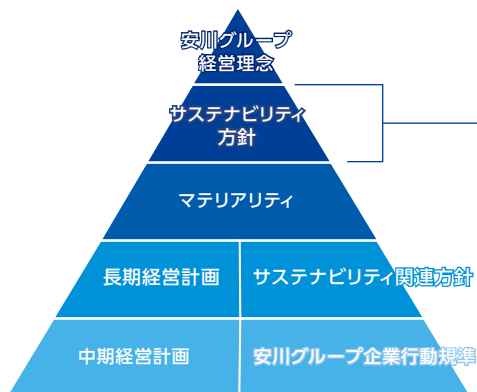 安川グループ
経営理念
サステナビリティ
方針
マテリアリティ
長期経営計画
サステナビリティ関連方針
中期経営計画
安川グループ企業行動規準